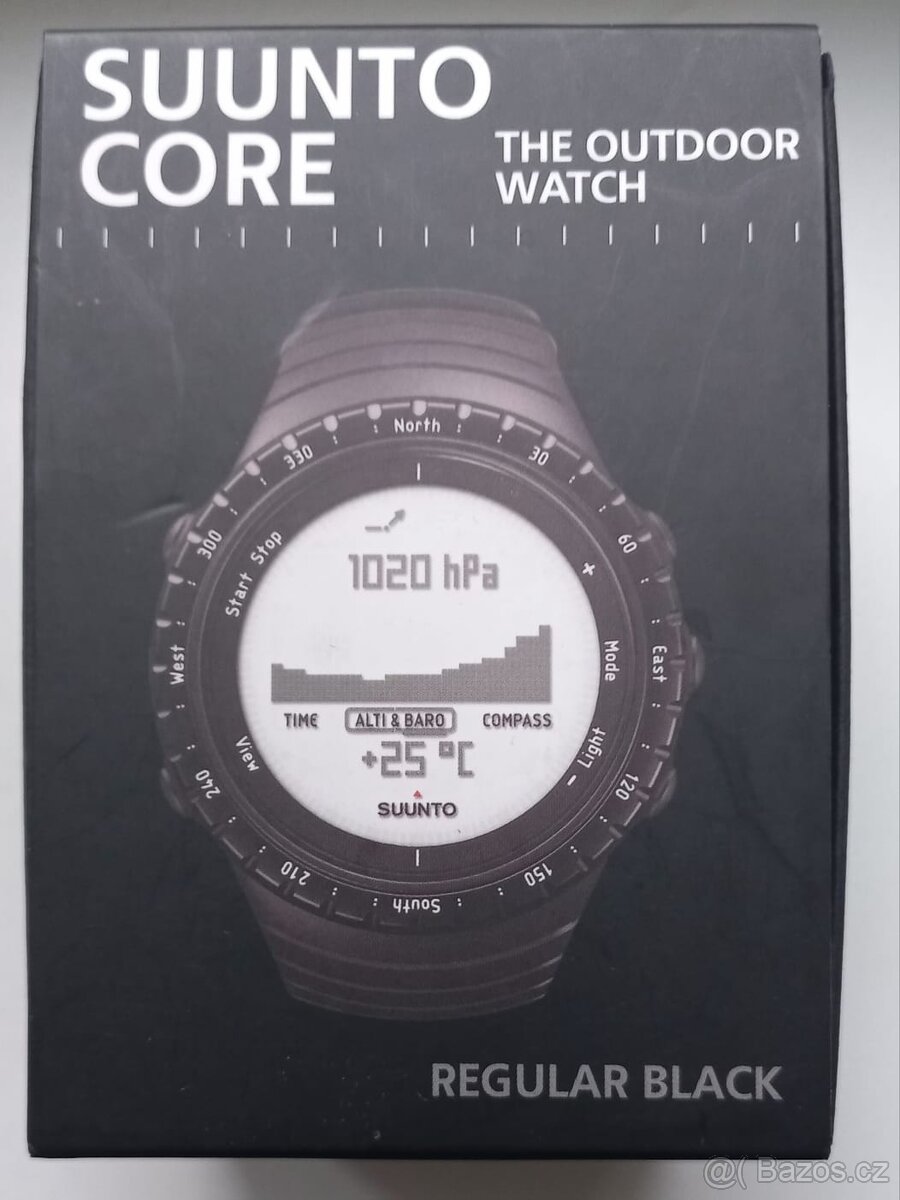 SUUNTO
CORE
THE OUTDOOR
WATCH
North
30
60
East
120
150
South
210
240
West
300
330
Start Stop
+
Mode
Light
-
View
1020 hPa
TIME ALTI & BARO COMPASS
+25 °C
SUUNTO
REGULAR BLACK
@( Bazos.cz